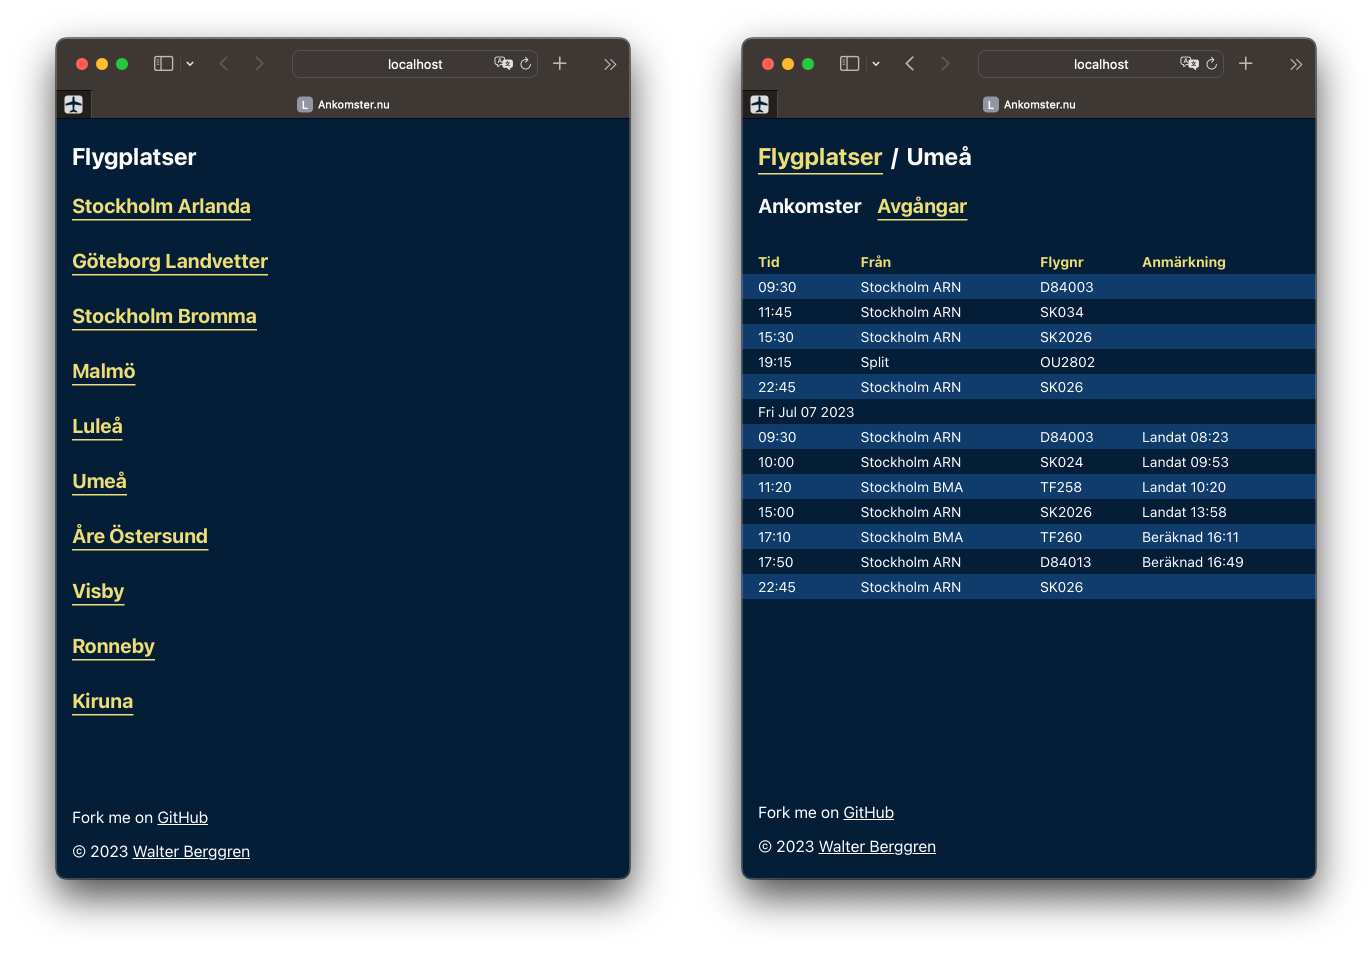 localhost
L Ankomster.nu
Flygplatser
Stockholm Arlanda
Göteborg Landvetter
Stockholm Bromma
Malmö
Luleå
Umeå
Åre Östersund
Visby
Ronneby
Kiruna
Fork me on GitHub
© 2023 Walter Berggren
localhost
L Ankomster.nu
Flygplatser / Umeå
Ankomster Avgångar
Tid Från Flygnr Anmärkning
09:30 Stockholm ARN D84003
11:45 Stockholm ARN SK034
15:30 Stockholm ARN SK2026
19:15 Split OU2802
22:45 Stockholm ARN SK026
Fri Jul 07 2023
09:30 Stockholm ARN D84003 Landat 08:23
10:00 Stockholm ARN SK024 Landat 09:53
11:20 Stockholm BMA TF258 Landat 10:20
15:00 Stockholm ARN SK2026 Landat 13:58
17:10 Stockholm BMA TF260 Beräknad 16:11
17:50 Stockholm ARN D84013 Beräknad 16:49
22:45 Stockholm ARN SK026
Fork me on GitHub
© 2023 Walter Berggren